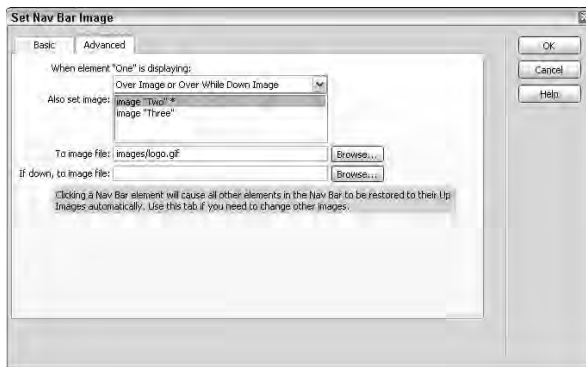 Set Nav Bar Image
Basic
Advanced
OK
Cancel
Help
When element "One" is displaying:
Over Image or Over While Down Image
Also set image:
image "Two" *
image "Three"
To image file: images/logo.gif Browse...
If down, to image file: Browse...
Clicking a Nav Bar element will cause all other elements in the Nav Bar to be restored to their Up
Images automatically. Use this tab if you need to change other images.